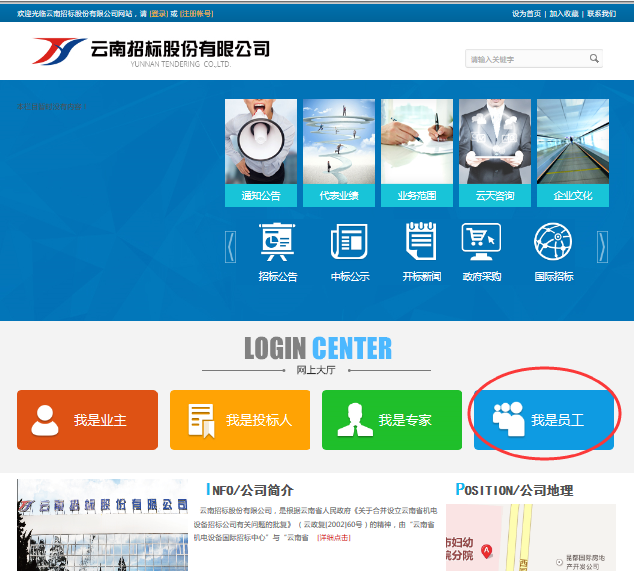 欢迎光临云南招标股份有限公司网站，请 [登录] 或 [注册帐号]
设为首页 | 加入收藏 | 联系我们
云南招标股份有限公司
YUNNAN TENDERING CO.,LTD.
请输入关键字
通知公告 代表业绩 业务范围 云天咨询 企业文化
招标公告 中标公示 开标新闻 政府采购 国际招标
LOGIN CENTER
网上大厅
我是业主 我是投标人 我是专家 我是员工
云南招标股份有限公司
INFO/公司简介
云南招标股份有限公司，是根据云南省人民政府《关于合并设立云南省机电
设备招标公司有关问题的批复》（ 云政复[2002]60号 ）的精神，由“云南省
机电设备国际招标中心”与“云南省 [详细点击]
POSITION/公司地理
市妇幼
院分院
A
昆都国际房地
产开发公司